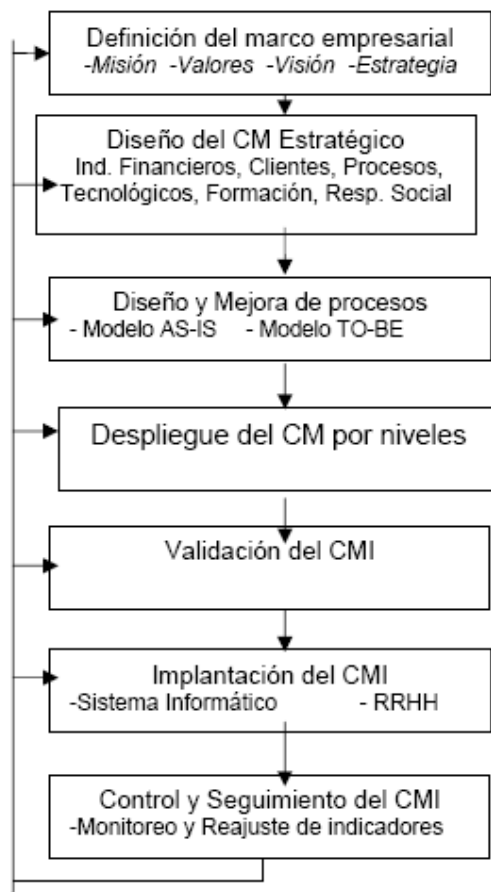 Definición del marco empresarial
-Misión -Valores -Visión -Estrategia
Diseño del CM Estratégico
Ind. Financieros, Clientes, Procesos,
Tecnológicos, Formación, Resp. Social
Diseño y Mejora de procesos
- Modelo AS-IS - Modelo TO-BE
Despliegue del CM por niveles
Validación del CMI
Implantación del CMI
-Sistema Informático - RRHH
Control y Seguimiento del CMI
-Monitoreo y Reajuste de indicadores